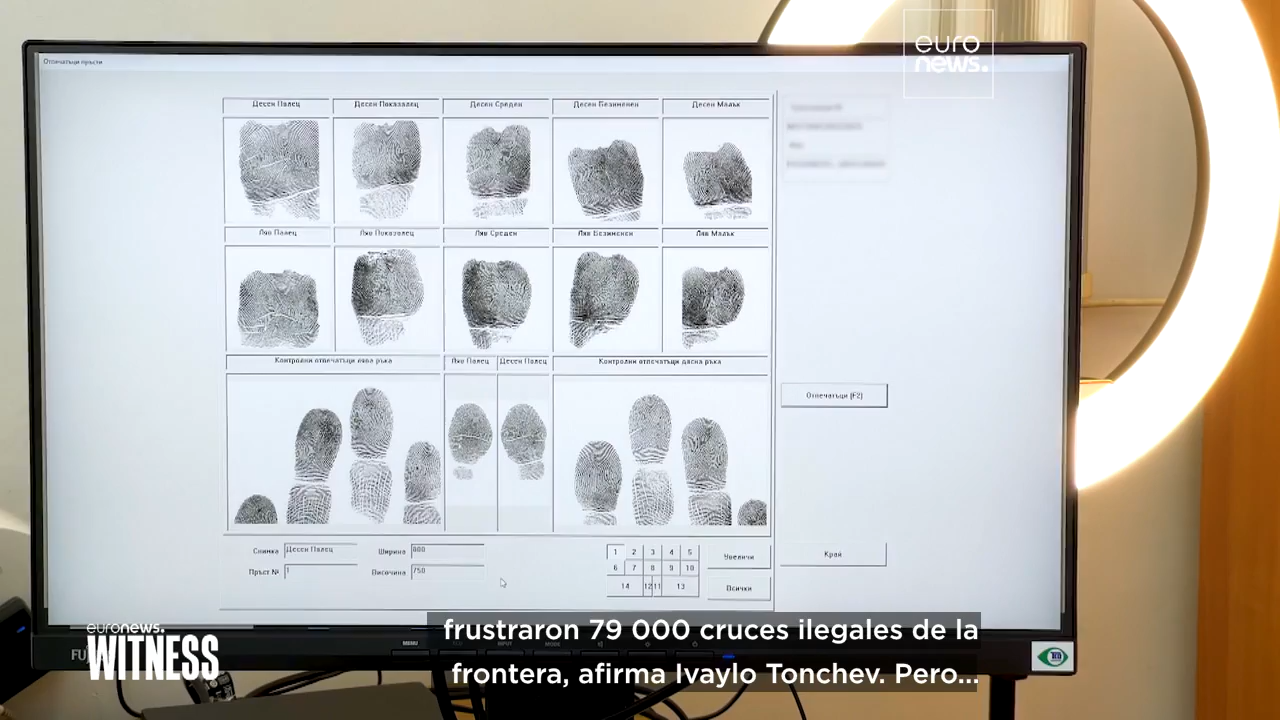 Отпечатъци пръсти
euro
news.
Десен Палец
Десен Показалец
Десен Среден
Десен Безименен
Десен Малък
Ляв Палец
Ляв Показалец
Ляв Среден
Ляв Безименен
Ляв Малък
Контролни отпечатъци лява ръка
Ляв Палец
Десен Палец
Контролни отпечатъци дясна ръка
Отпечатъци (F2)
Снимка
Десен Палец
Ширина
800
1 2 3 4 5
Увеличи
Край
Пръст №
1
Височина
750
6 7 8 9 10
14 12 11 13
Всички
frustraron 79 000 cruces ilegales de la
frontera, afirma Ivaylo Tonchev. Pero...
euronews.
WITNESS
MENU
INPUT
MODE
FU